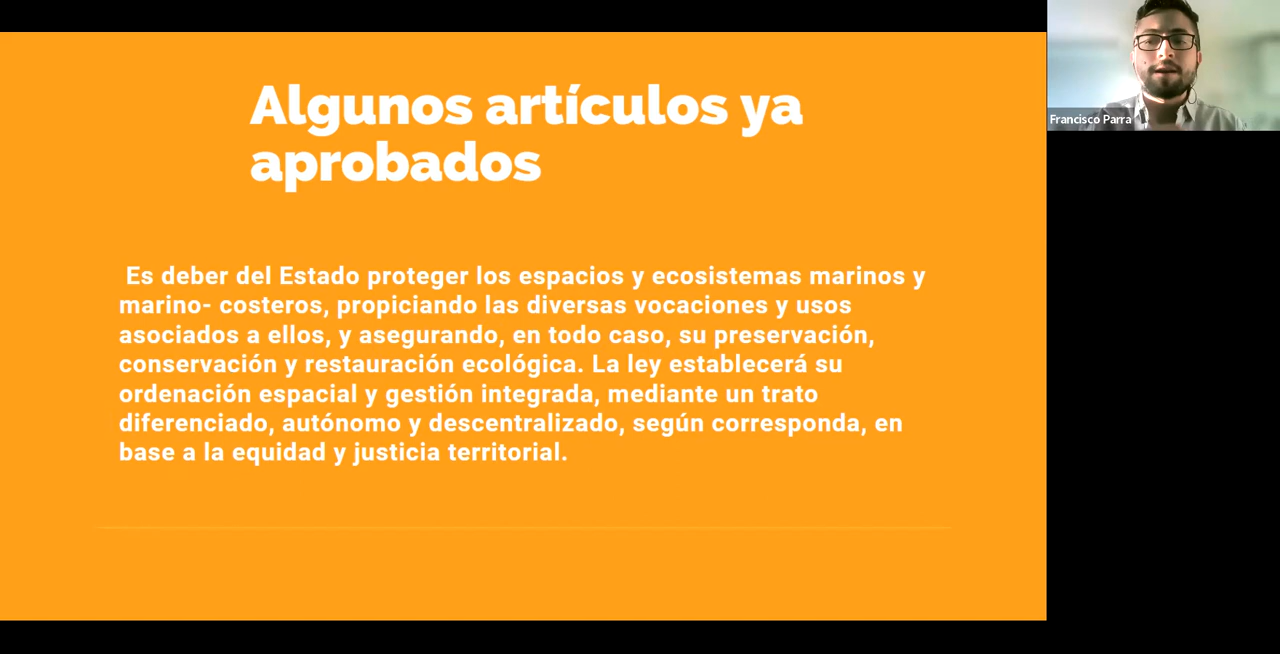 Algunos artículos ya
aprobados
Es deber del Estado proteger los espacios y ecosistemas marinos y
marino- costeros, propiciando las diversas vocaciones y usos
asociados a ellos, y asegurando, en todo caso, su preservación,
conservación y restauración ecológica. La ley establecerá su
ordenación espacial y gestión integrada, mediante un trato
diferenciado, autónomo y descentralizado, según corresponda, en
base a la equidad y justicia territorial.
Francisco Parra